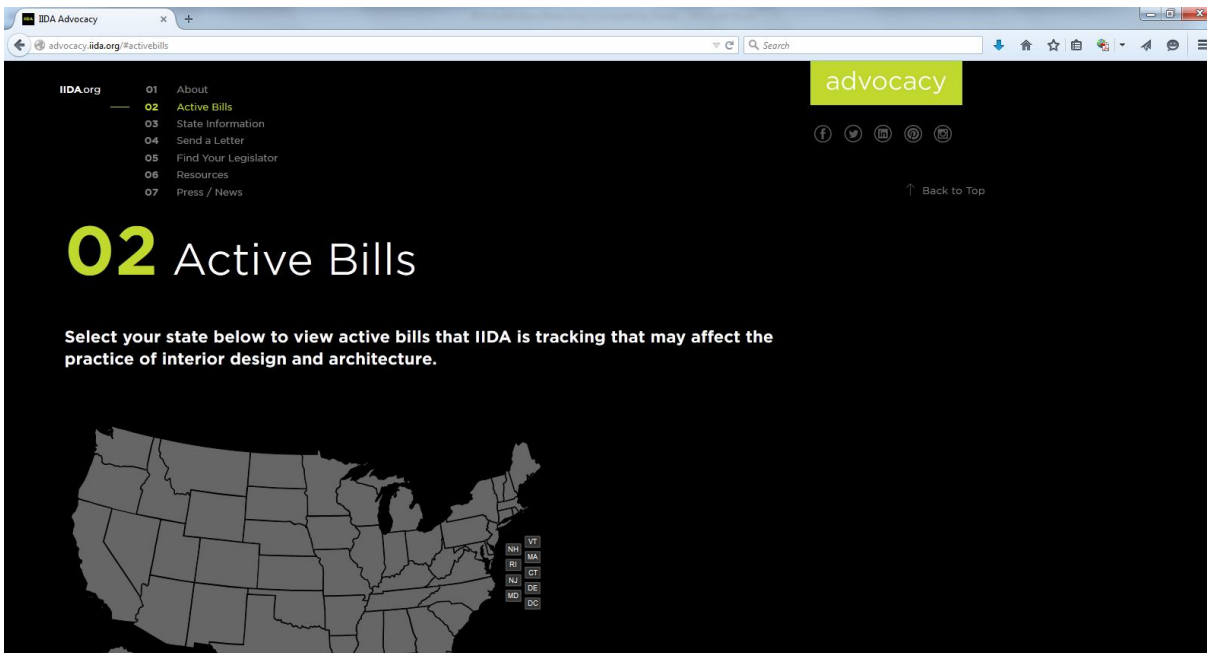 IIDA Advocacy
advocacy.iida.org/#activebills
Search
IIDA.org
01 About
02 Active Bills
03 State Information
04 Send a Letter
05 Find Your Legislator
06 Resources
07 Press / News
advocacy
↑ Back to Top
02 Active Bills
Select your state below to view active bills that IIDA is tracking that may affect the
practice of interior design and architecture.
VT
NH
MA
RI
CT
NJ
DE
MD
DC